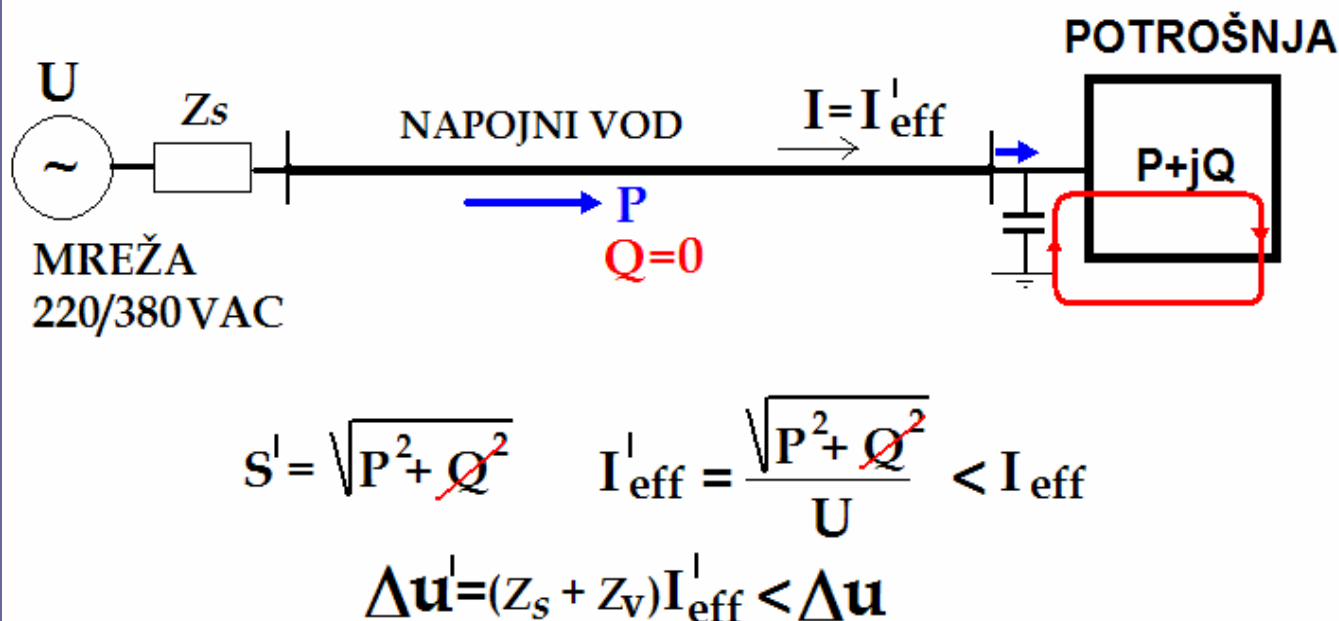 POTROŠNJA
U
Zs
NAPOJNI VOD
I=I'eff
~
P+jQ
P
Q=0
MREŽA
220/380 VAC
S' = √P²+ Q²
I'eff = √P²+ Q² / U < I eff
Δu'=(Zs + Zv)I'eff < Δu